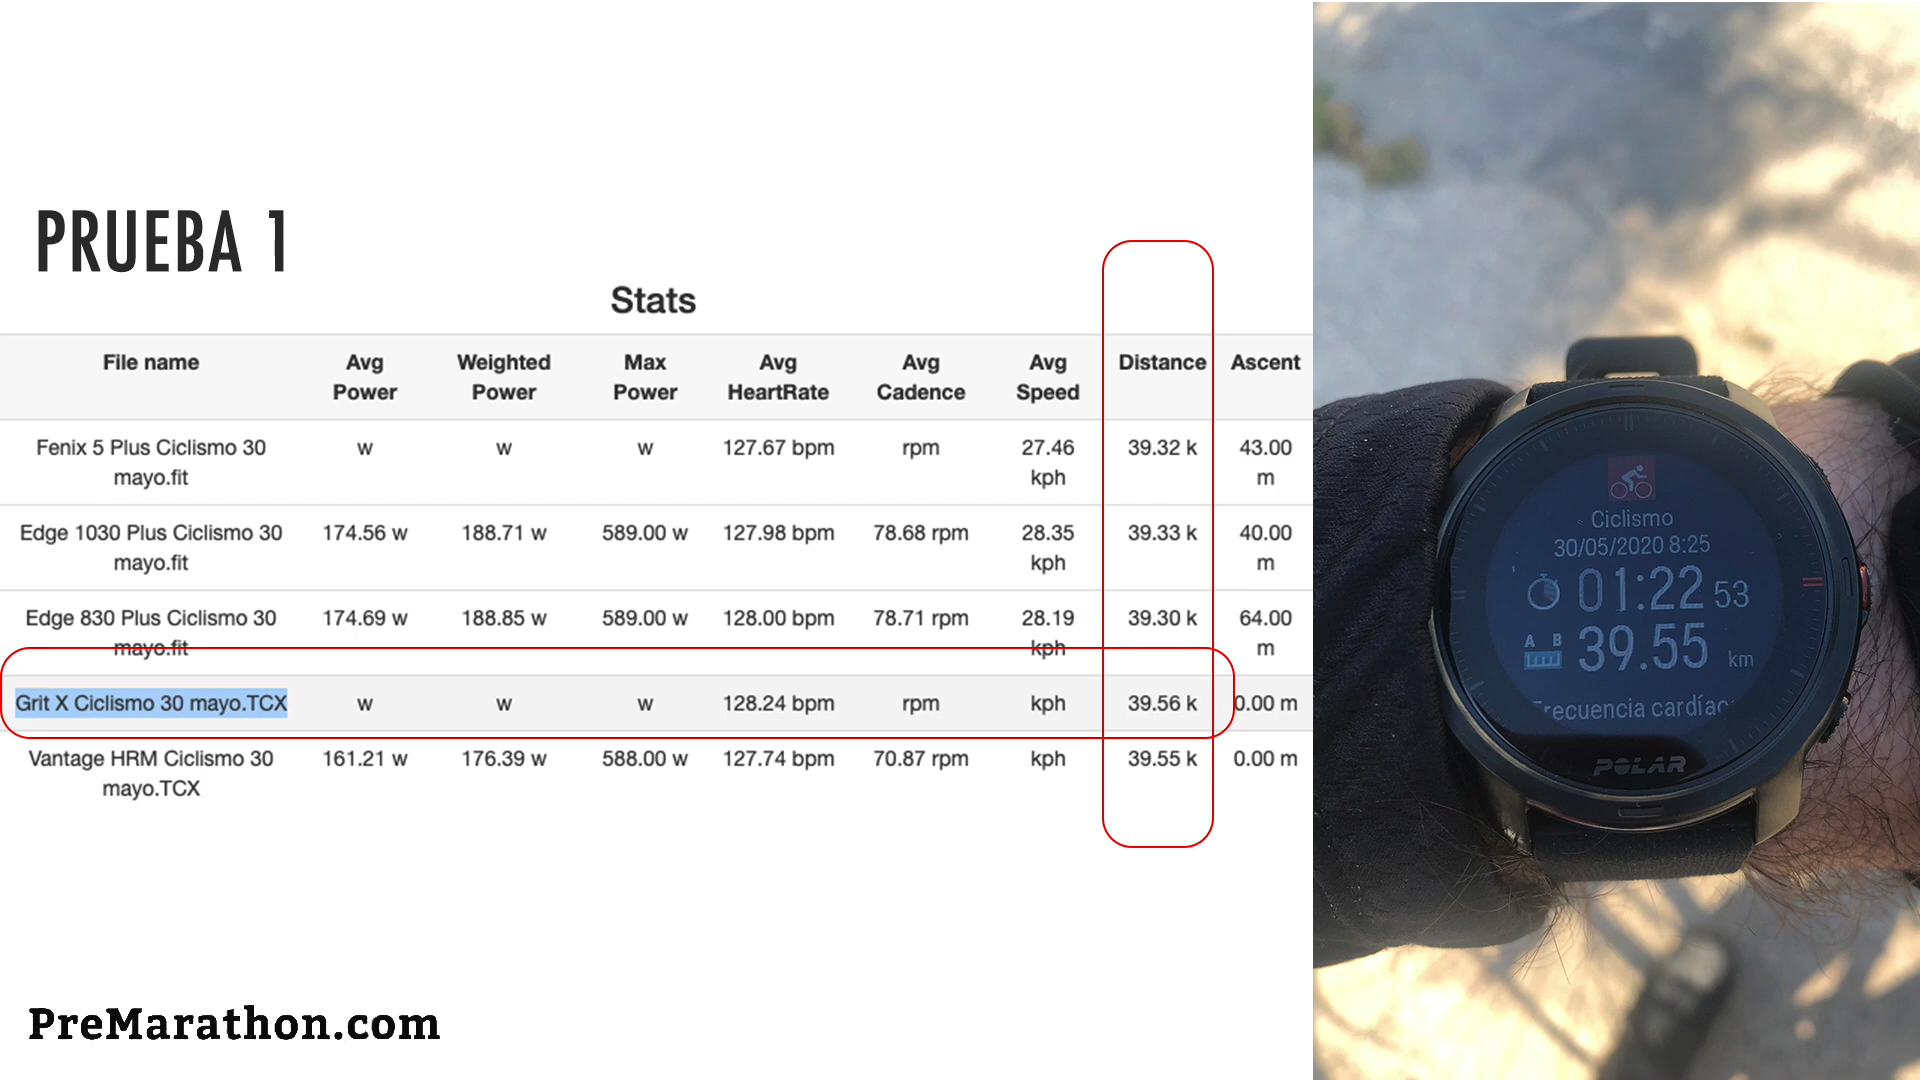 PRUEBA 1
Stats
File name Avg Power Weighted Power Max Power Avg HeartRate Avg Cadence Avg Speed Distance Ascent
Fenix 5 Plus Ciclismo 30 mayo.fit w w w 127.67 bpm rpm 27.46 kph 39.32 k 43.00 m
Edge 1030 Plus Ciclismo 30 mayo.fit 174.56 w 188.71 w 589.00 w 127.98 bpm 78.68 rpm 28.35 kph 39.33 k 40.00 m
Edge 830 Plus Ciclismo 30 mayo.fit 174.69 w 188.85 w 589.00 w 128.00 bpm 78.71 rpm 28.19 kph 39.30 k 64.00 m
Grit X Ciclismo 30 mayo.TCX w w w 128.24 bpm rpm kph 39.56 k 0.00 m
Vantage HRM Ciclismo 30 mayo.TCX 161.21 w 176.39 w 588.00 w 127.74 bpm 70.87 rpm kph 39.55 k 0.00 m
PreMarathon.com
Ciclismo
30/05/2020 8:25
01:22 53
A B 39.55 km
Frecuencia cardíac
POLAR